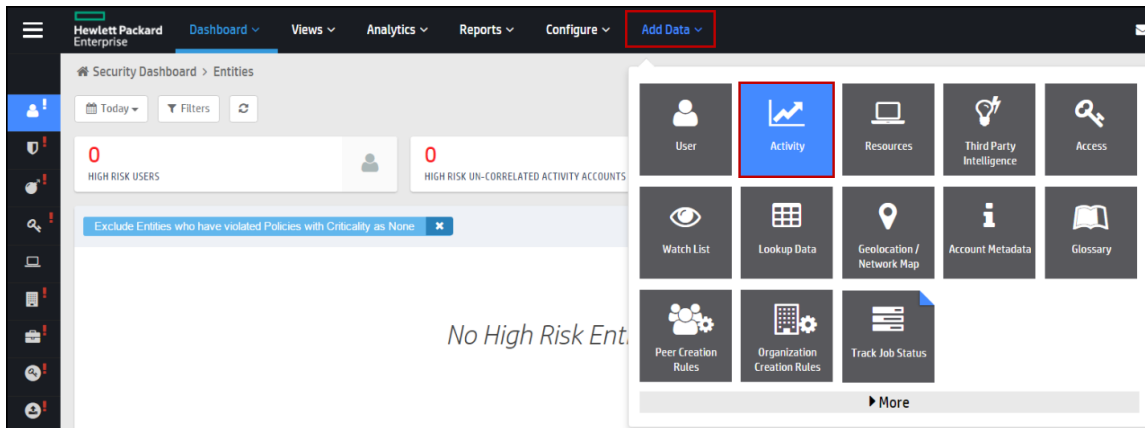 Hewlett Packard
Enterprise
Dashboard
Views
Analytics
Reports
Configure
Add Data
Security Dashboard > Entities
Today
Filters
0
HIGH RISK USERS
0
HIGH RISK UN-CORRELATED ACTIVITY ACCOUNTS
Exclude Entities who have violated Policies with Criticality as None
No High Risk Ent
User
Activity
Resources
Third Party
Intelligence
Access
Watch List
Lookup Data
Geolocation /
Network Map
Account Metadata
Glossary
Peer Creation
Rules
Organization
Creation Rules
Track Job Status
More